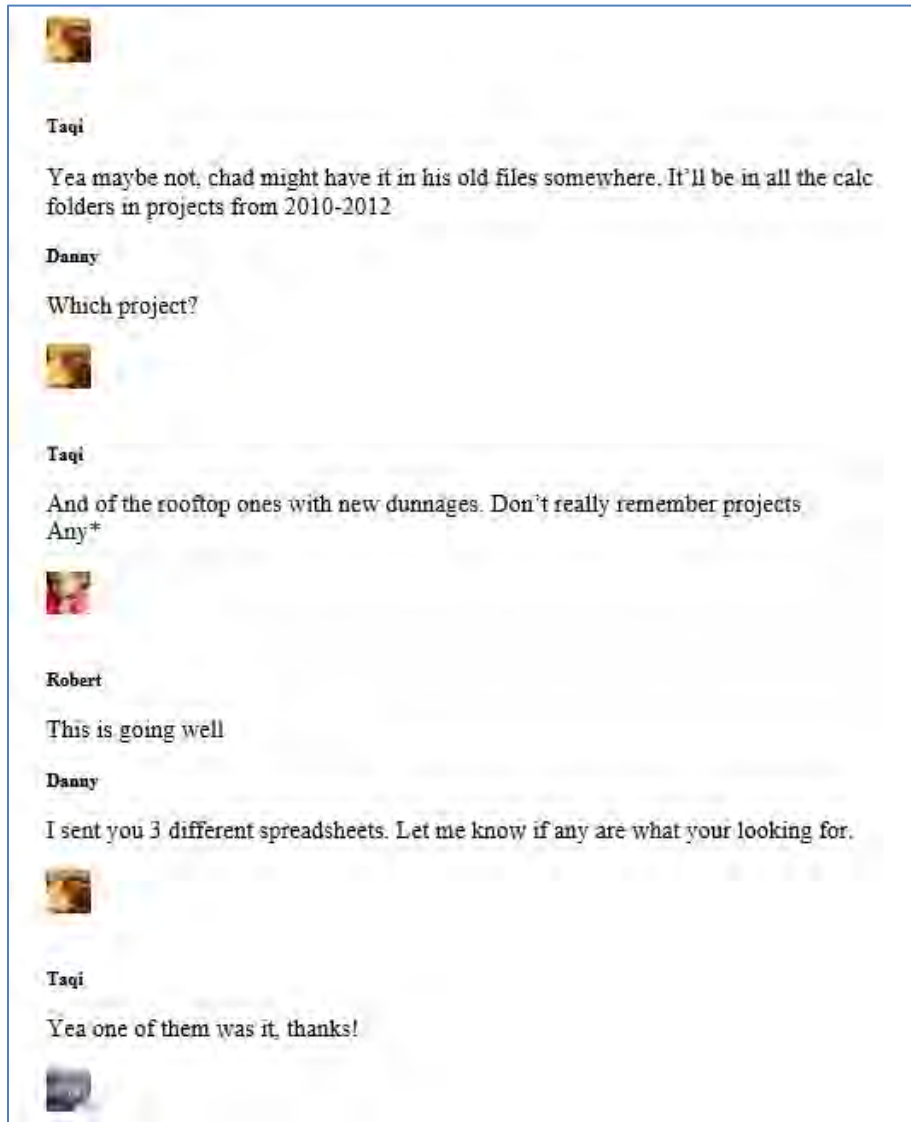 Taqi
Yea maybe not, chad might have it in his old files somewhere. It'll be in all the calc
folders in projects from 2010-2012
Danny
Which project?
Taqi
And of the rooftop ones with new dunnages. Don't really remember projects
Any*
Robert
This is going well
Danny
I sent you 3 different spreadsheets. Let me know if any are what your looking for.
Taqi
Yea one of them was it, thanks!